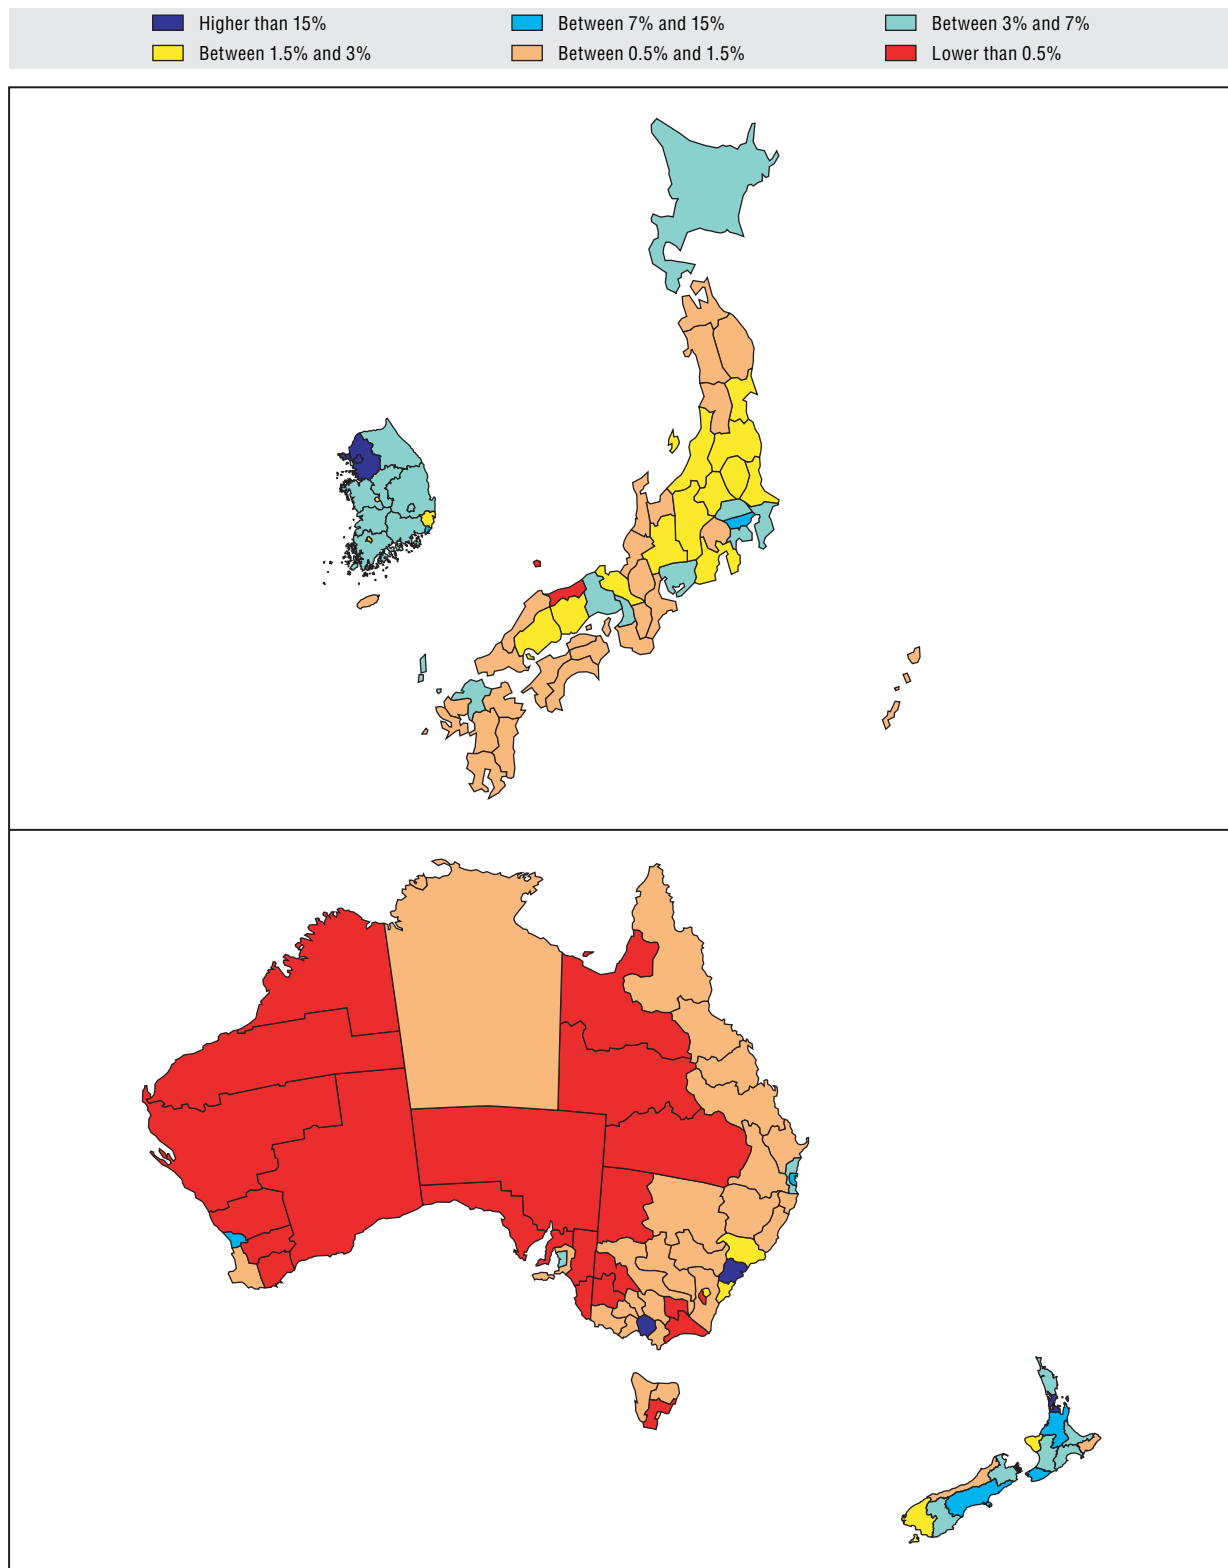 Higher than 15% Between 7% and 15% Between 3% and 7%
Between 1.5% and 3% Between 0.5% and 1.5% Lower than 0.5%